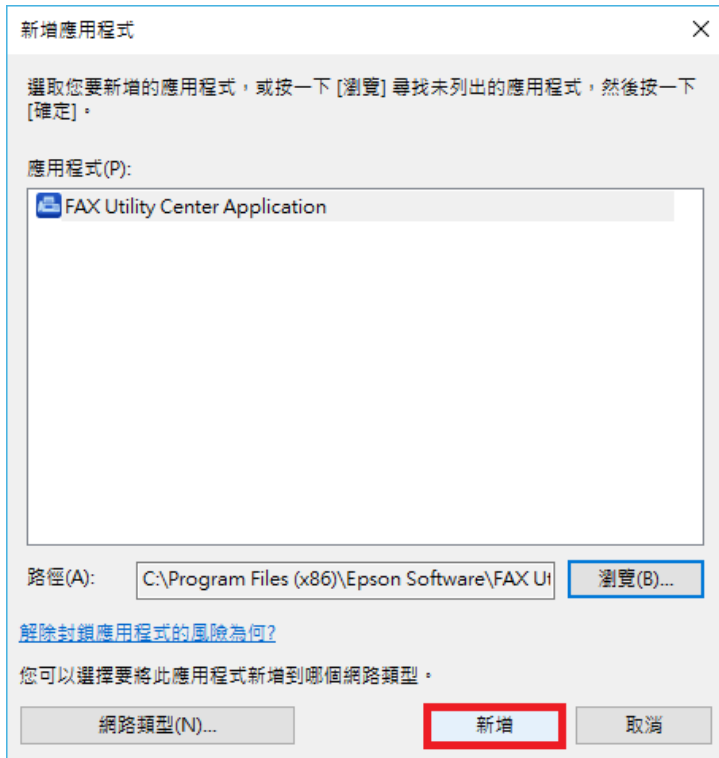 新增應用程式
選取您要新增的應用程式，或按一下 [瀏覽] 尋找未列出的應用程式，然後按一下
[確定]。
應用程式(P):
FAX Utility Center Application
路徑(A): C:\Program Files (x86)\Epson Software\FAX Ut 瀏覽(B)...
解除封鎖應用程式的風險為何?
您可以選擇要將此應用程式新增到哪個網路類型。
網路類型(N)... 新增 取消